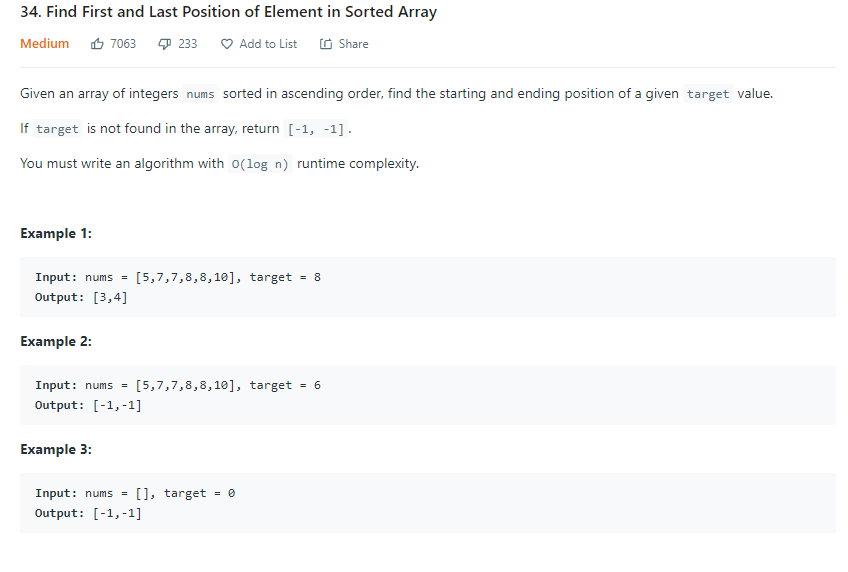 34. Find First and Last Position of Element in Sorted Array
Medium 7063 233 Add to List Share
Given an array of integers nums sorted in ascending order, find the starting and ending position of a given target value.
If target is not found in the array, return [-1, -1].
You must write an algorithm with O(log n) runtime complexity.
Example 1:
Input: nums = [5,7,7,8,8,10], target = 8
Output: [3,4]
Example 2:
Input: nums = [5,7,7,8,8,10], target = 6
Output: [-1,-1]
Example 3:
Input: nums = [], target = 0
Output: [-1,-1]